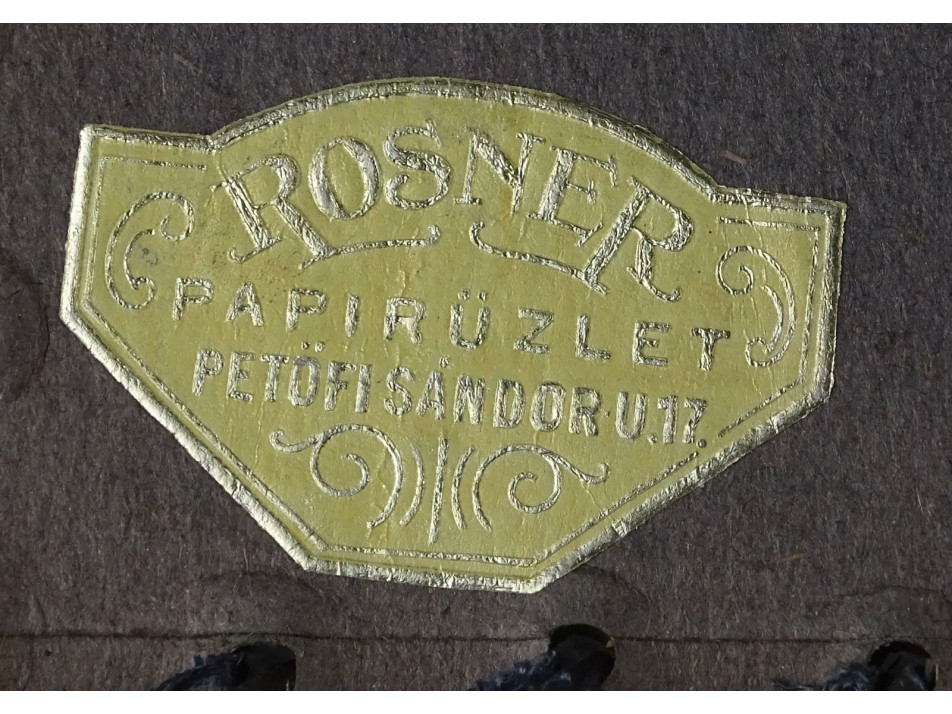 ROSNER
PAPIRÜZLET
PETÖFI SÁNDOR·U.17.